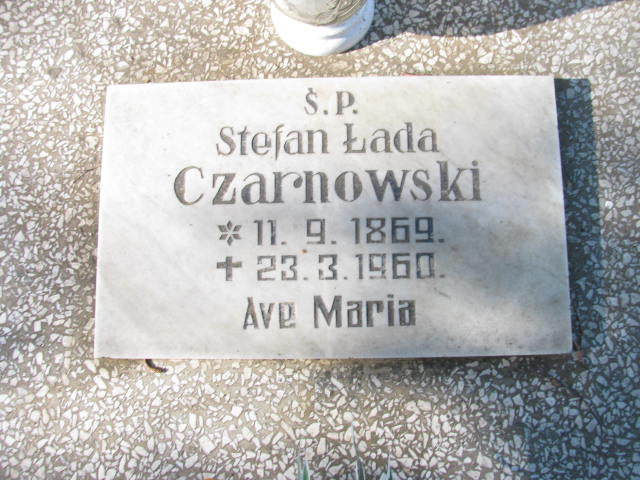 Ś.P.
Stefan Łada
Czarnowski
* 11. 9. 1869.
✝ 23. 3. 1960.
Ave Maria